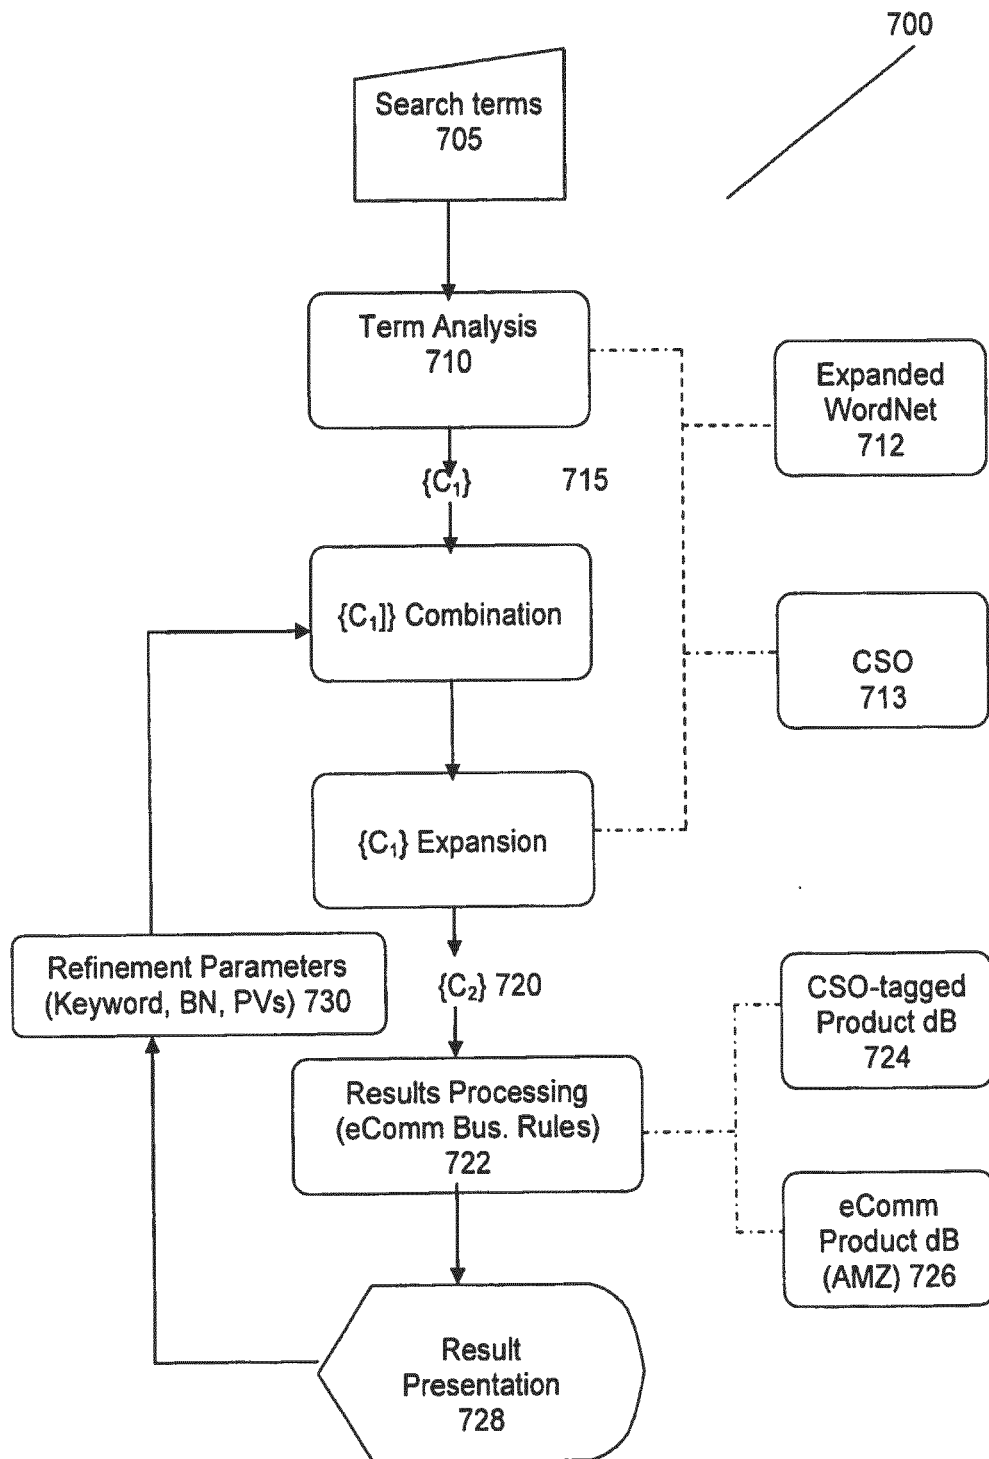 700
Search terms
705
Term Analysis
710
Expanded
WordNet
712
{C₁}
715
{C₁]} Combination
CSO
713
{C₁} Expansion
Refinement Parameters
(Keyword, BN, PVs) 730
{C₂} 720
CSO-tagged
Product dB
724
Results Processing
(eComm Bus. Rules)
722
eComm
Product dB
(AMZ) 726
Result
Presentation
728